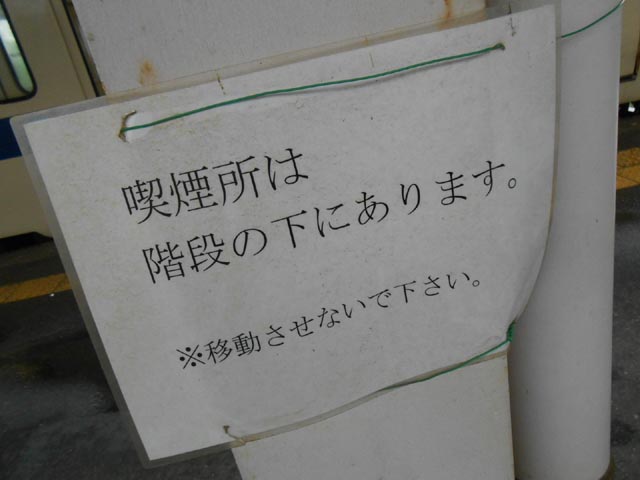 喫煙所は
階段の下にあります。
※移動させないで下さい。